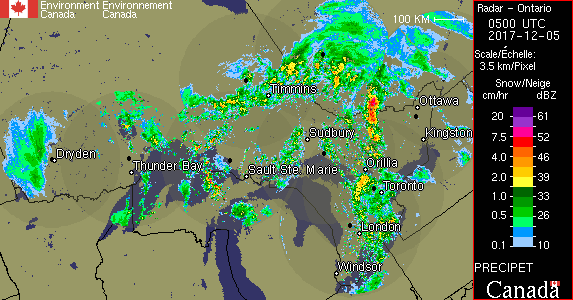 Environment Environnement
Canada Canada
100 KM
Timmins
Ottawa
Sudbury
Kingston
Dryden
Thunder Bay
Sault Ste. Marie
Orillia
Toronto
London
Windsor
Radar - Ontario
0500 UTC
2017-12-05
Scale/Échelle:
3.5 km/Pixel
Snow/Neige
cm/hr dBZ
20 61
7.5 52
4.0 46
2.0 39
1.0 33
0.5 26
0.1 10
PRECIPET
Canada